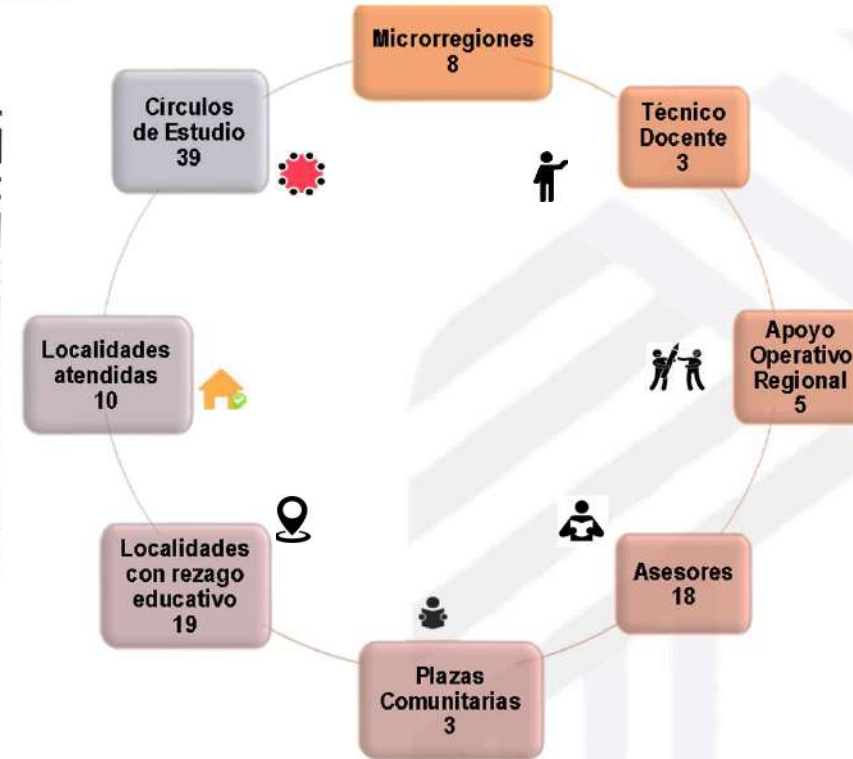 Microrregiones
8
Técnico
Docente
3
Apoyo
Operativo
Regional
5
Asesores
18
Plazas
Comunitarias
3
Localidades
con rezago
educativo
19
Localidades
atendidas
10
Círculos
de Estudio
39